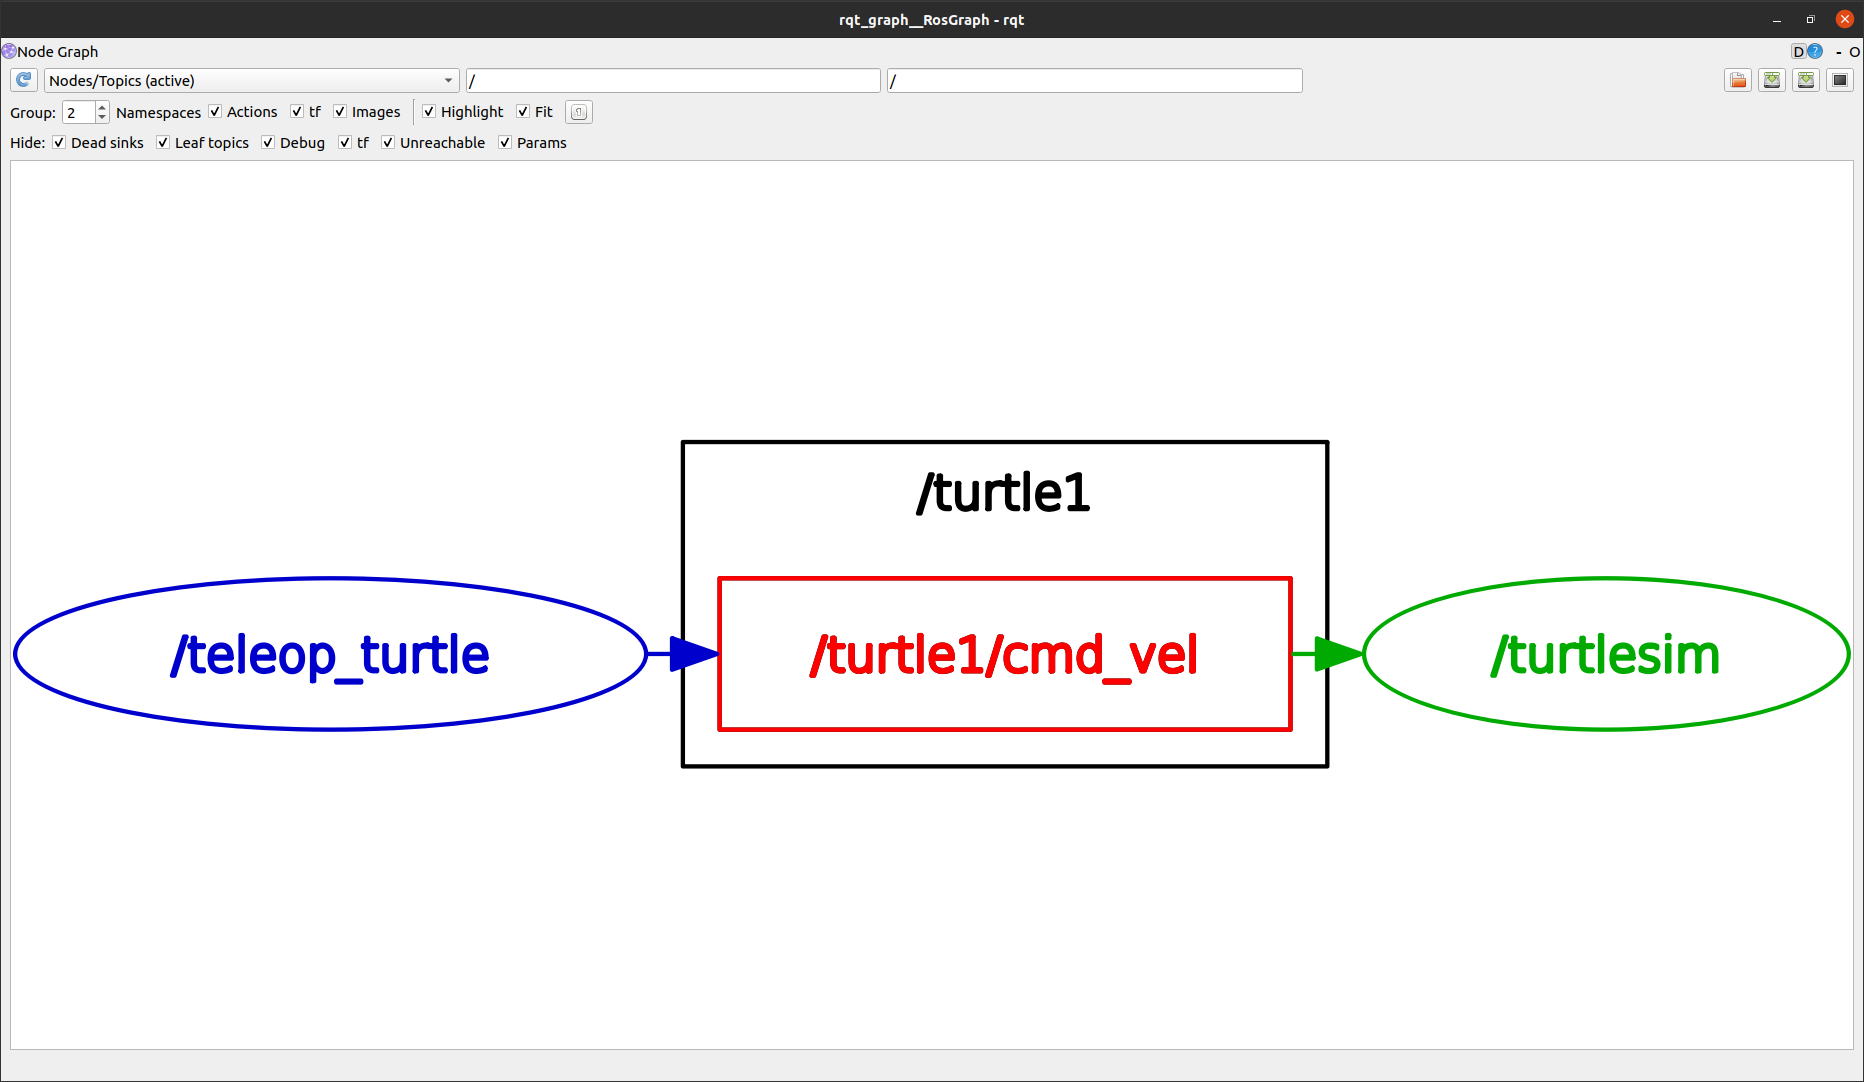 rqt_graph__RosGraph - rqt
Node Graph D ? - O
Nodes/Topics (active) / /
Group: 2 Namespaces Actions tf Images Highlight Fit
Hide: Dead sinks Leaf topics Debug tf Unreachable Params
/turtle1
/teleop_turtle /turtle1/cmd_vel /turtlesim